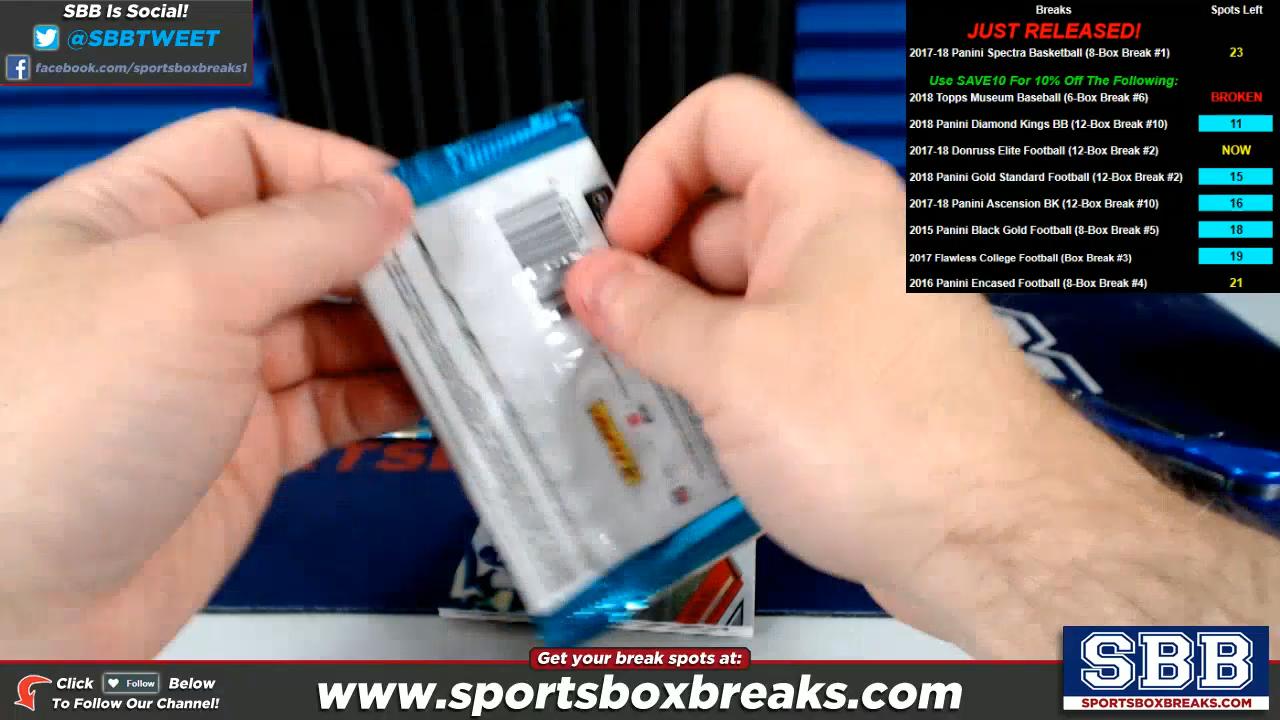 SBB Is Social!
@SBBTWEET
facebook.com/sportsboxbreaks1
Breaks Spots Left
JUST RELEASED!
2017-18 Panini Spectra Basketball (8-Box Break #1) 23
Use SAVE10 For 10% Off The Following:
2018 Topps Museum Baseball (6-Box Break #6) BROKEN
2018 Panini Diamond Kings BB (12-Box Break #10) 11
2017-18 Donruss Elite Football (12-Box Break #2) NOW
2018 Panini Gold Standard Football (12-Box Break #2) 15
2017-18 Panini Ascension BK (12-Box Break #10) 16
2015 Panini Black Gold Football (8-Box Break #5) 18
2017 Flawless College Football (Box Break #3) 19
2016 Panini Encased Football (8-Box Break #4) 21
PANINI
Get your break spots at:
www.sportsboxbreaks.com
Click Follow Below
To Follow Our Channel!
SBB
SPORTSBOXBREAKS.COM